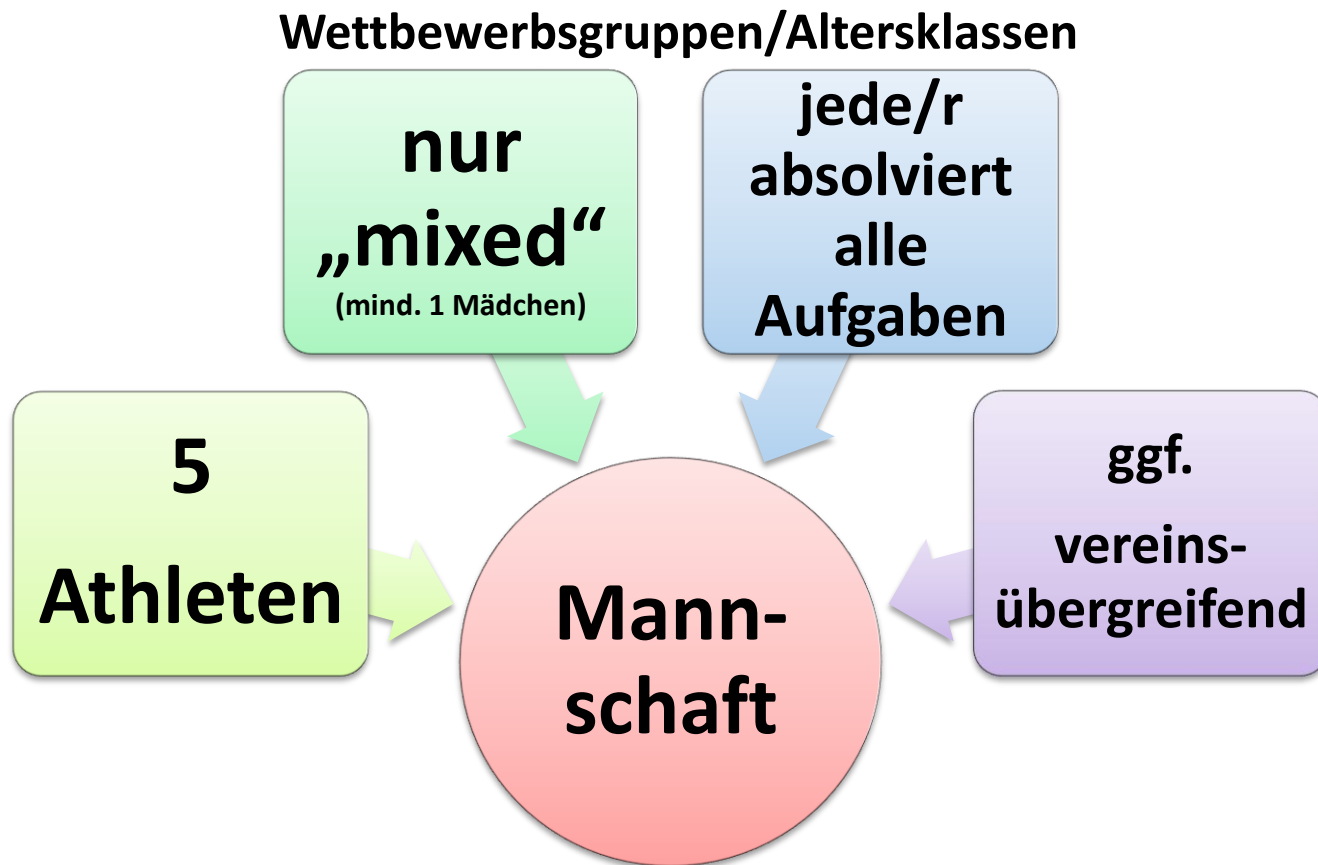 Wettbewerbsgruppen/Altersklassen
nur
„mixed“
(mind. 1 Mädchen)
jede/r
absolviert
alle
Aufgaben
5
Athleten
ggf.
vereins-
übergreifend
Mann-
schaft